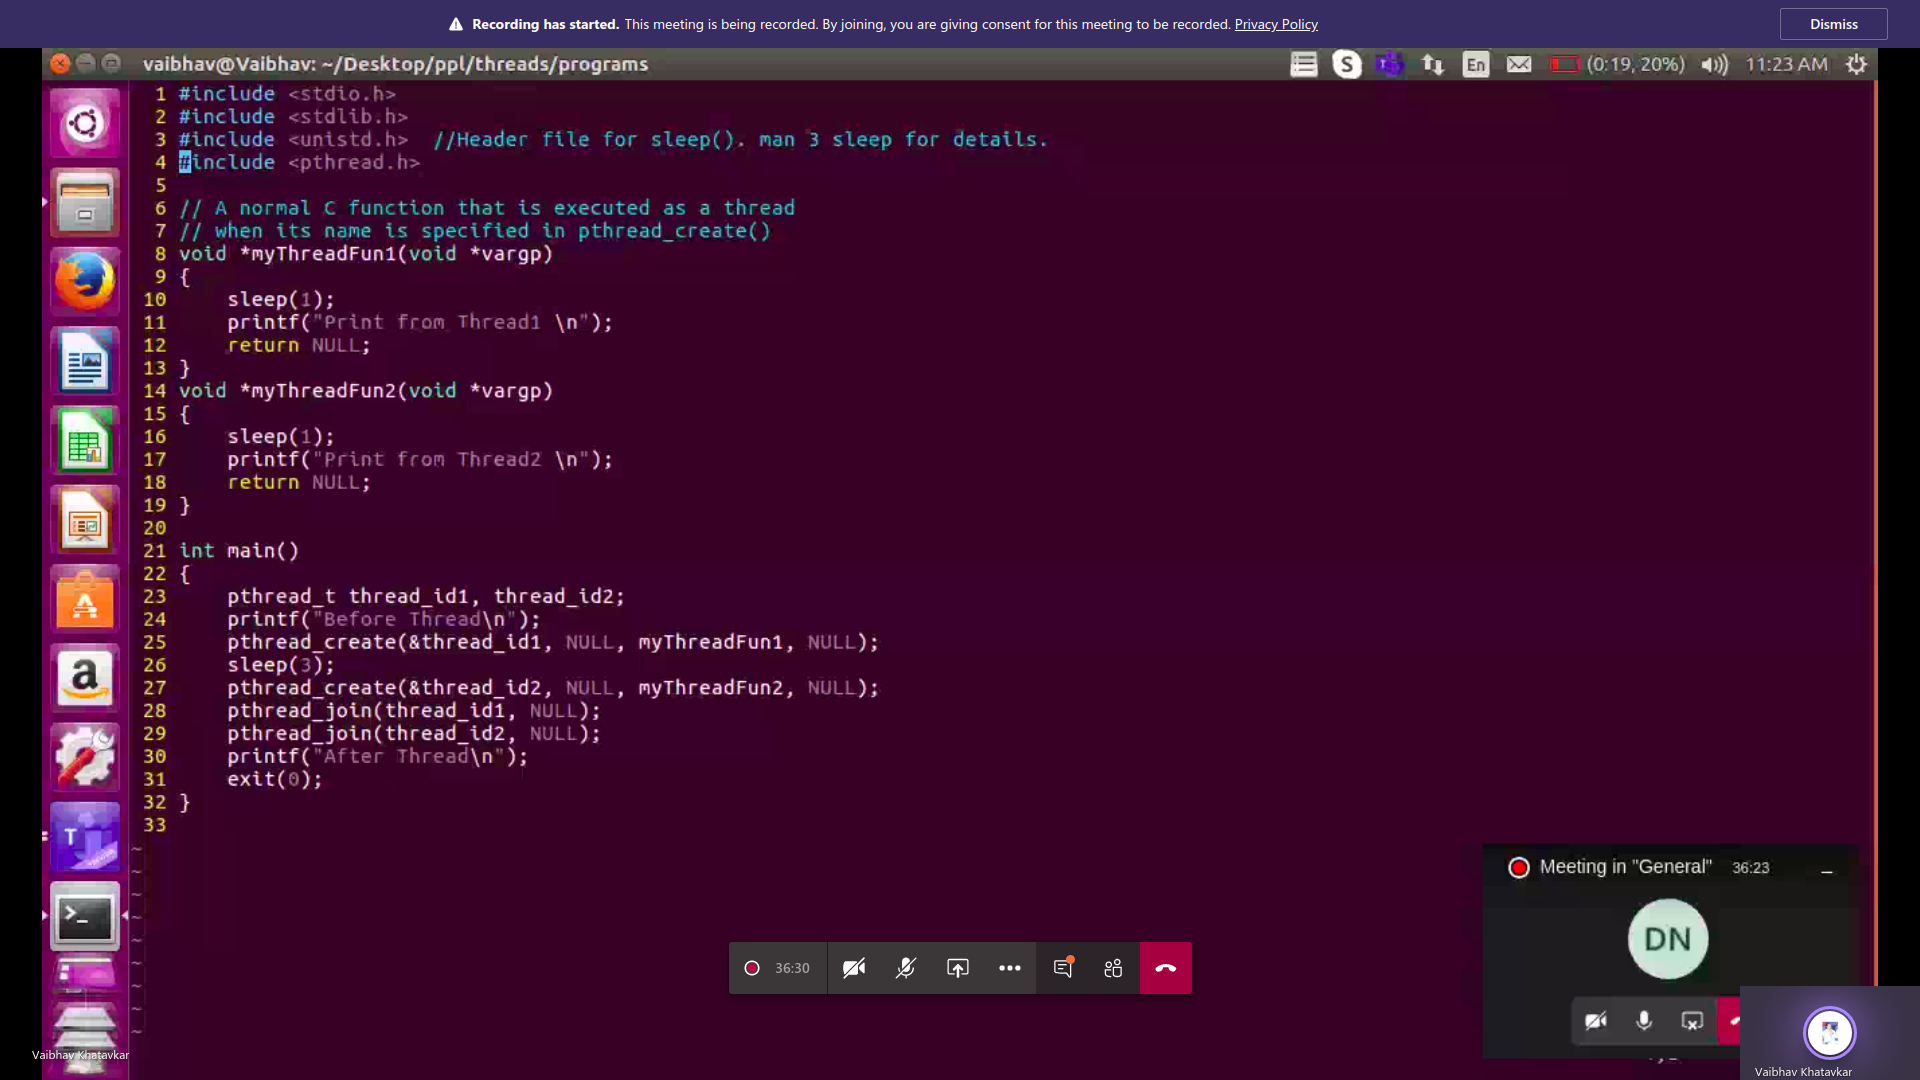 Recording has started. This meeting is being recorded. By joining, you are giving consent for this meeting to be recorded. Privacy Policy
Dismiss
vaibhav@Vaibhav: ~/Desktop/ppl/threads/programs
S
En
(0:19, 20%)
11:23 AM
1 #include <stdio.h>
2 #include <stdlib.h>
3 #include <unistd.h>  //Header file for sleep(). man 3 sleep for details.
4 #include <pthread.h>
5
6 // A normal C function that is executed as a thread
7 // when its name is specified in pthread_create()
8 void *myThreadFun1(void *vargp)
9 {
10     sleep(1);
11     printf("Print from Thread1 \n");
12     return NULL;
13 }
14 void *myThreadFun2(void *vargp)
15 {
16     sleep(1);
17     printf("Print from Thread2 \n");
18     return NULL;
19 }
20
21 int main()
22 {
23     pthread_t thread_id1, thread_id2;
24     printf("Before Thread\n");
25     pthread_create(&thread_id1, NULL, myThreadFun1, NULL);
26     sleep(3);
27     pthread_create(&thread_id2, NULL, myThreadFun2, NULL);
28     pthread_join(thread_id1, NULL);
29     pthread_join(thread_id2, NULL);
30     printf("After Thread\n");
31     exit(0);
32 }
33
~
~
~
~
~
~
~
~
~
Meeting in "General" 36:23
DN
36:30
Vaibhav Khatavkar
Vaibhav Khatavkar